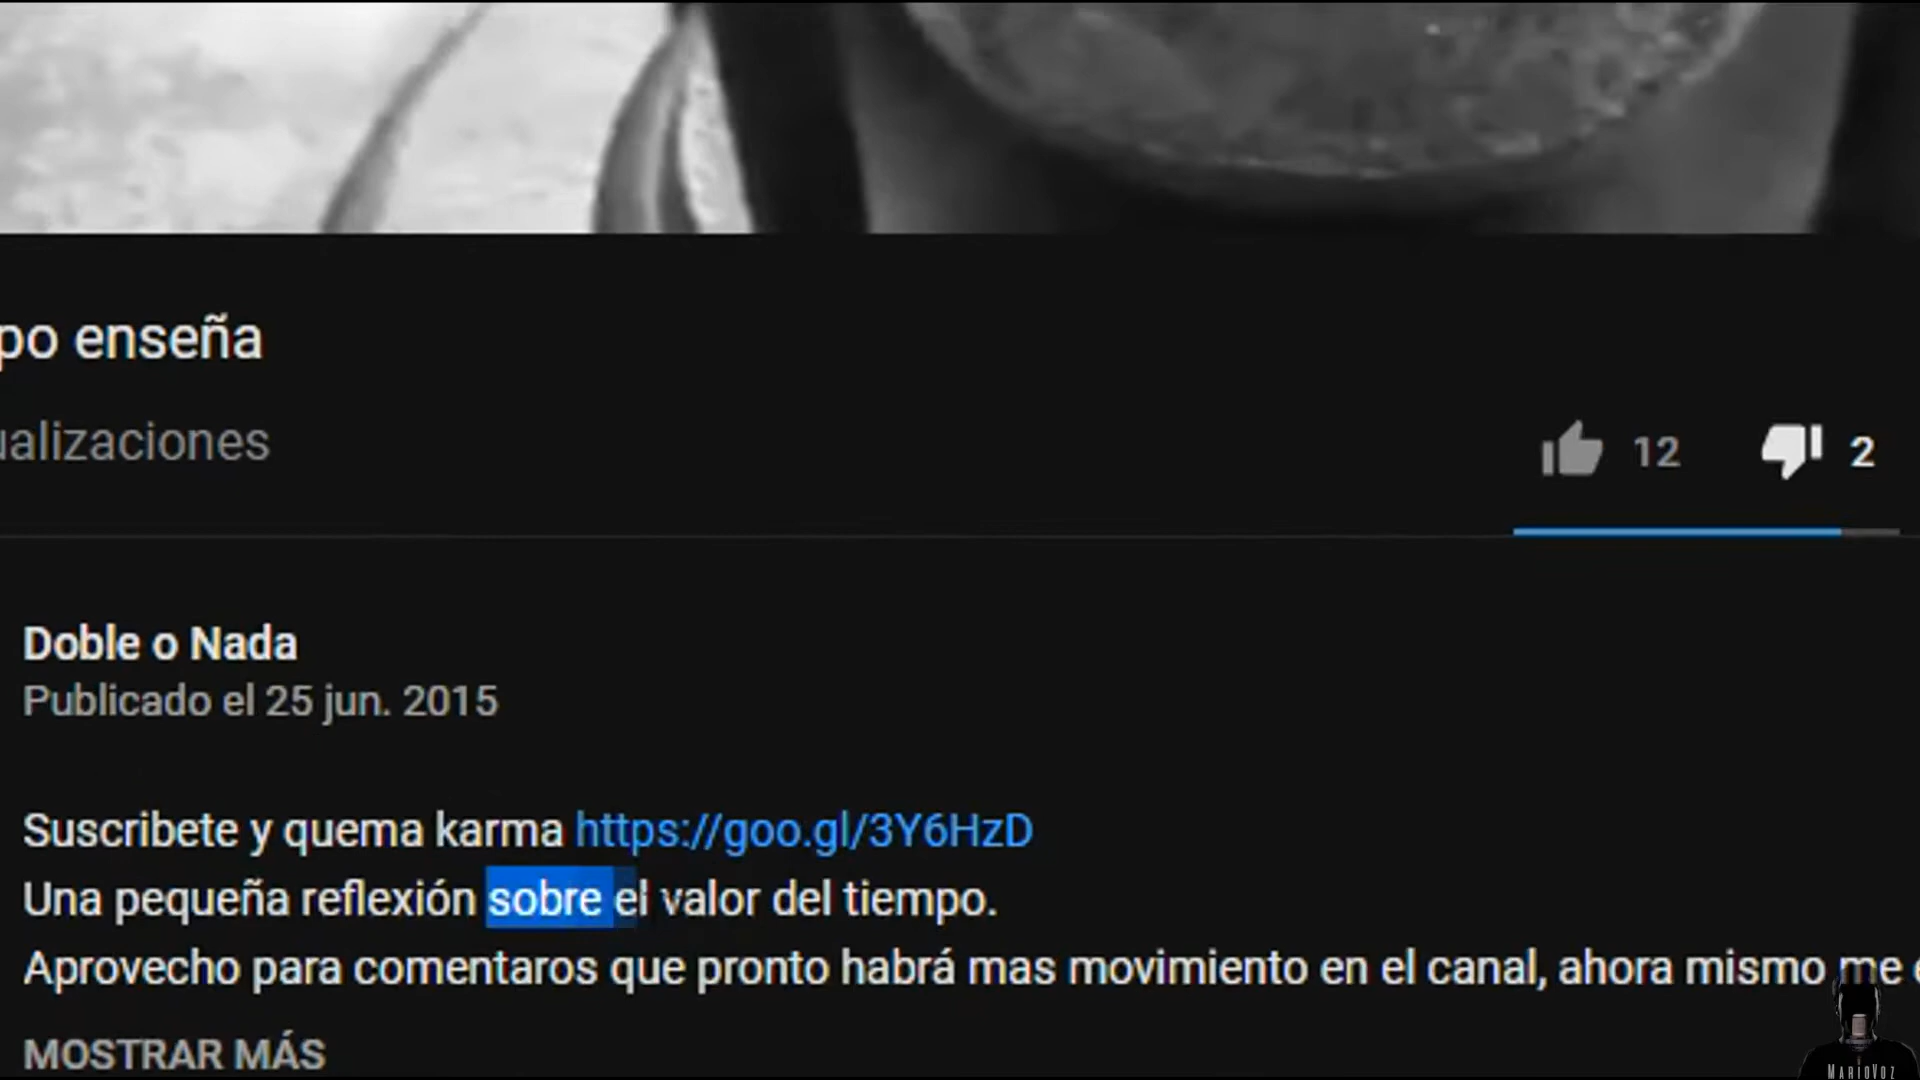 po enseña
ualizaciones
12
2
Doble o Nada
Publicado el 25 jun. 2015
Suscribete y quema karma https://goo.gl/3Y6HzD
Una pequeña reflexión sobre el valor del tiempo.
Aprovecho para comentaros que pronto habrá mas movimiento en el canal, ahora mismo me
MOSTRAR MÁS
MARIOVOZ